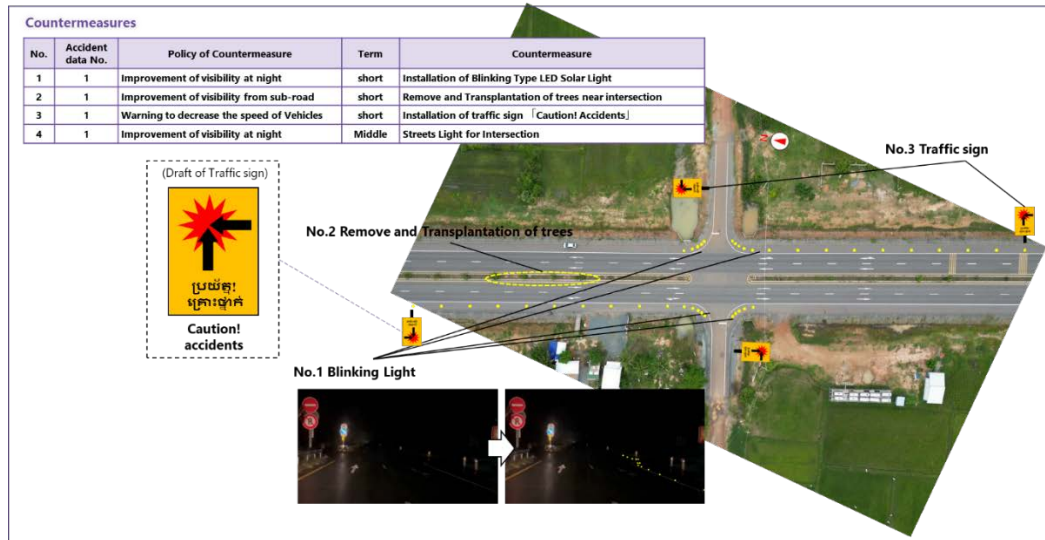 Countermeasures
No. Accident data No. Policy of Countermeasure Term Countermeasure
1 1 Improvement of visibility at night short Installation of Blinking Type LED Solar Light
2 1 Improvement of visibility from sub-road short Remove and Transplantation of trees near intersection
3 1 Warning to decrease the speed of Vehicles short Installation of traffic sign 「Caution! Accidents」
4 1 Improvement of visibility at night Middle Streets Light for Intersection
(Draft of Traffic sign)
ប្រយ័ត្ន!
គ្រោះថ្នាក់
Caution!
accidents
No.3 Traffic sign
No.2 Remove and Transplantation of trees
No.1 Blinking Light